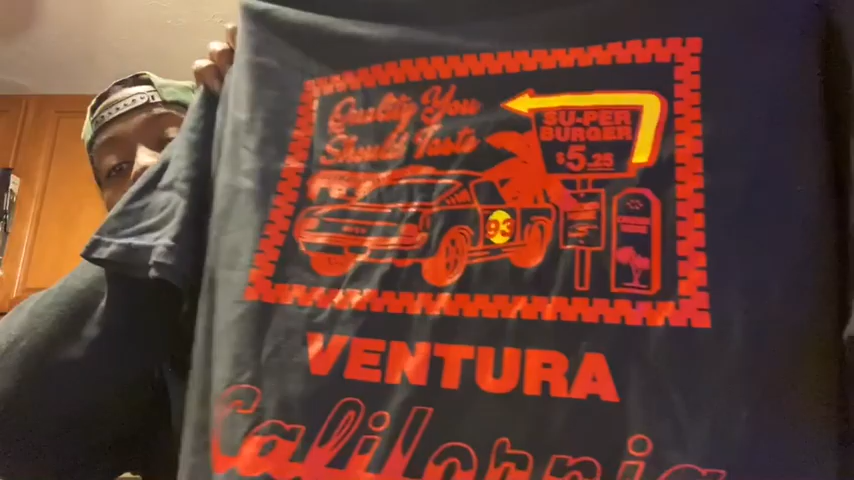 Quality You
Should Taste
SU-PER
BURGER
$5.25
93
VENTURA
California